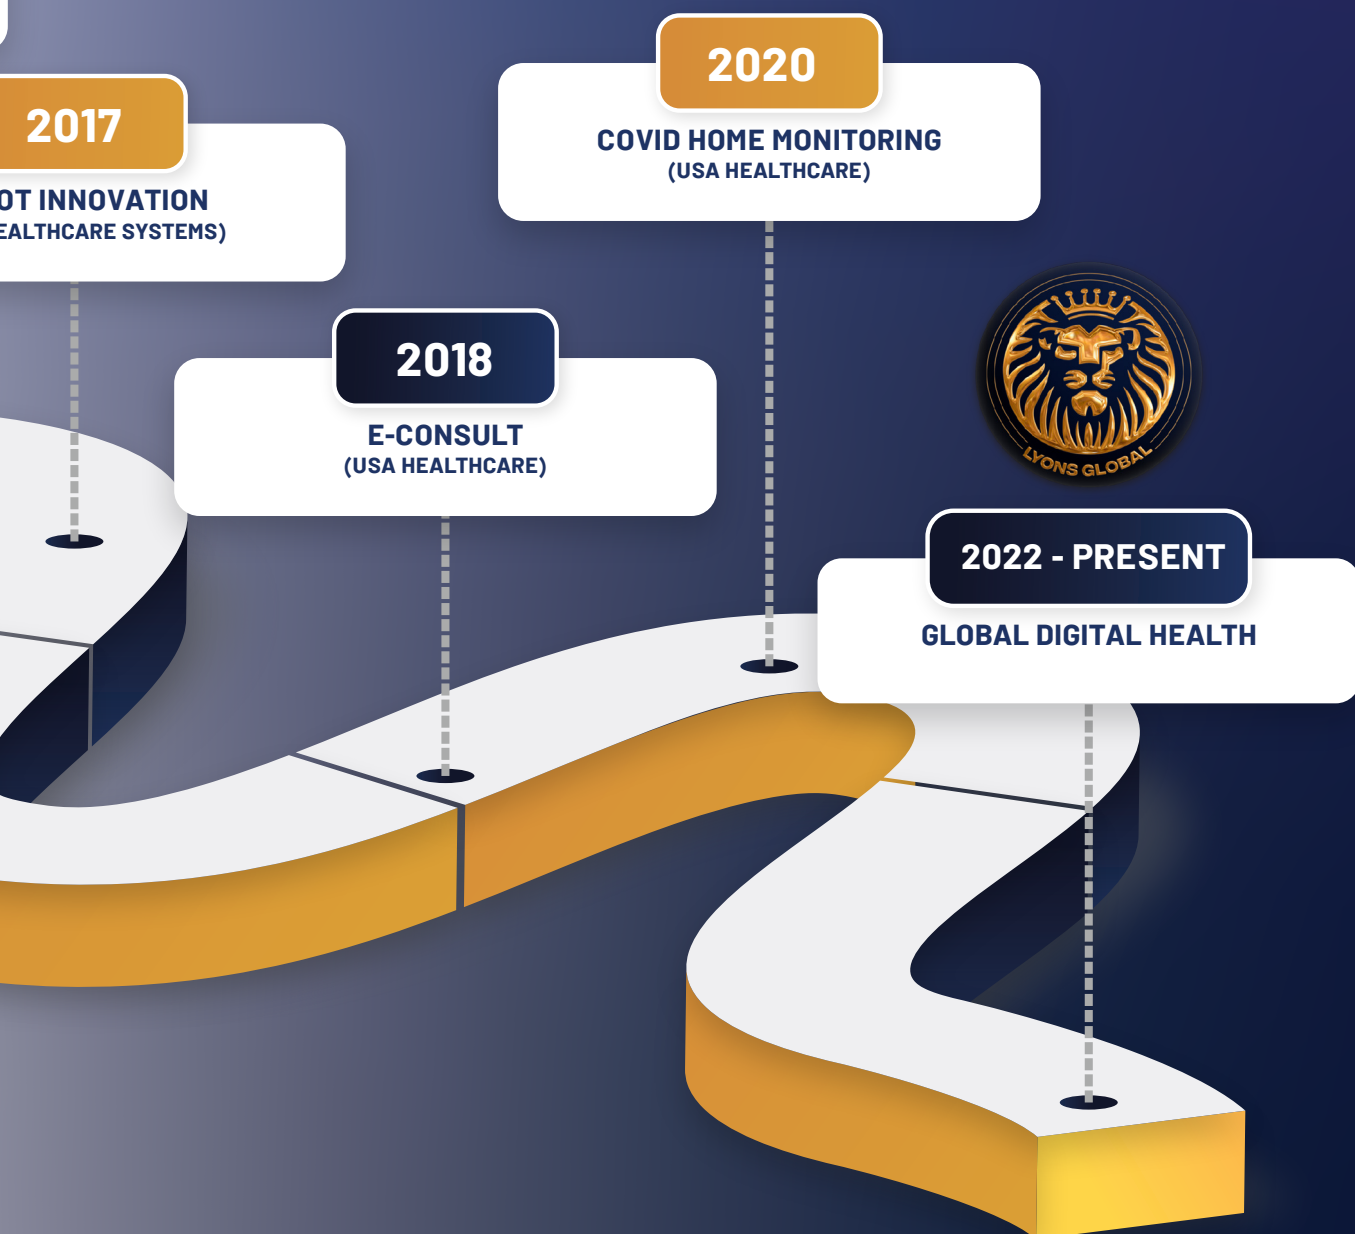 2017
OT INNOVATION
EALTHCARE SYSTEMS)
2020
COVID HOME MONITORING
(USA HEALTHCARE)
2018
E-CONSULT
(USA HEALTHCARE)
LYONS GLOBAL
2022 - PRESENT
GLOBAL DIGITAL HEALTH